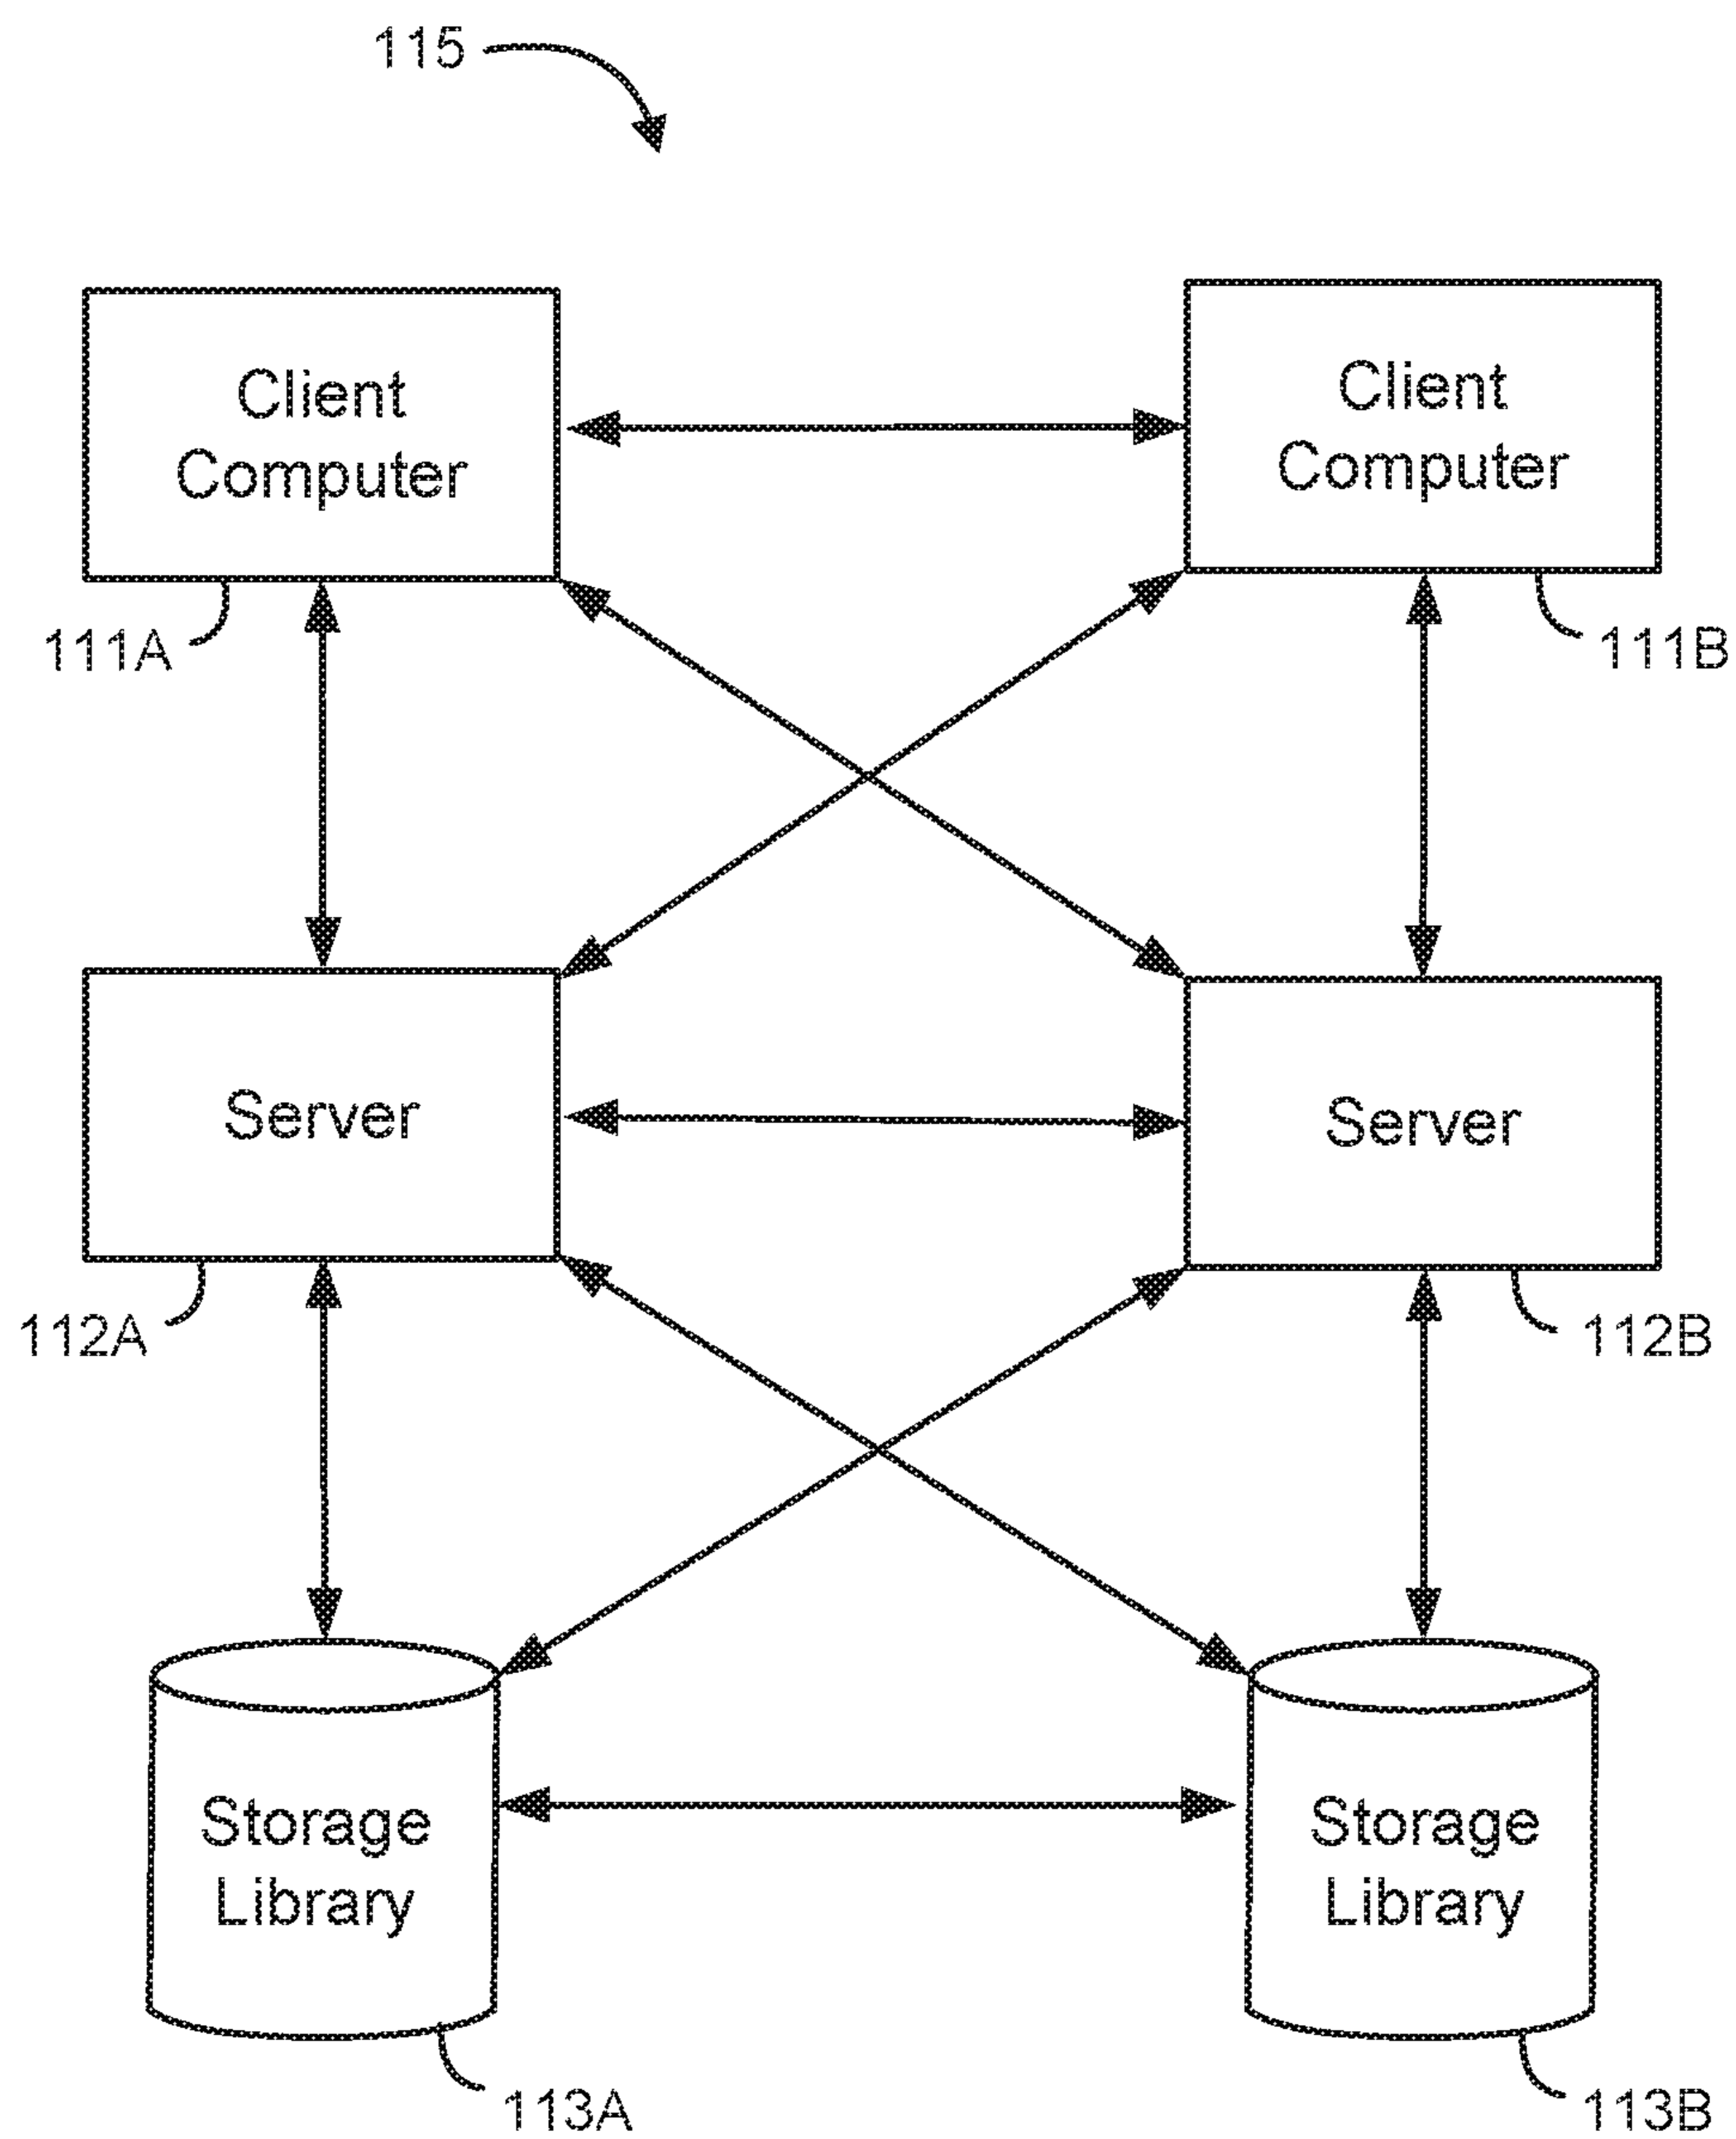 115
Client
Computer
Client
Computer
111A
111B
Server
Server
112A
112B
Storage
Library
Storage
Library
113A
113B